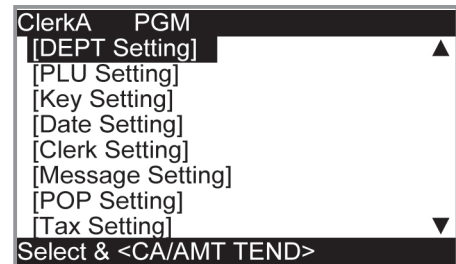 ClerkA PGM
[DEPT Setting]
[PLU Setting]
[Key Setting]
[Date Setting]
[Clerk Setting]
[Message Setting]
[POP Setting]
[Tax Setting]
Select & <CA/AMT TEND>